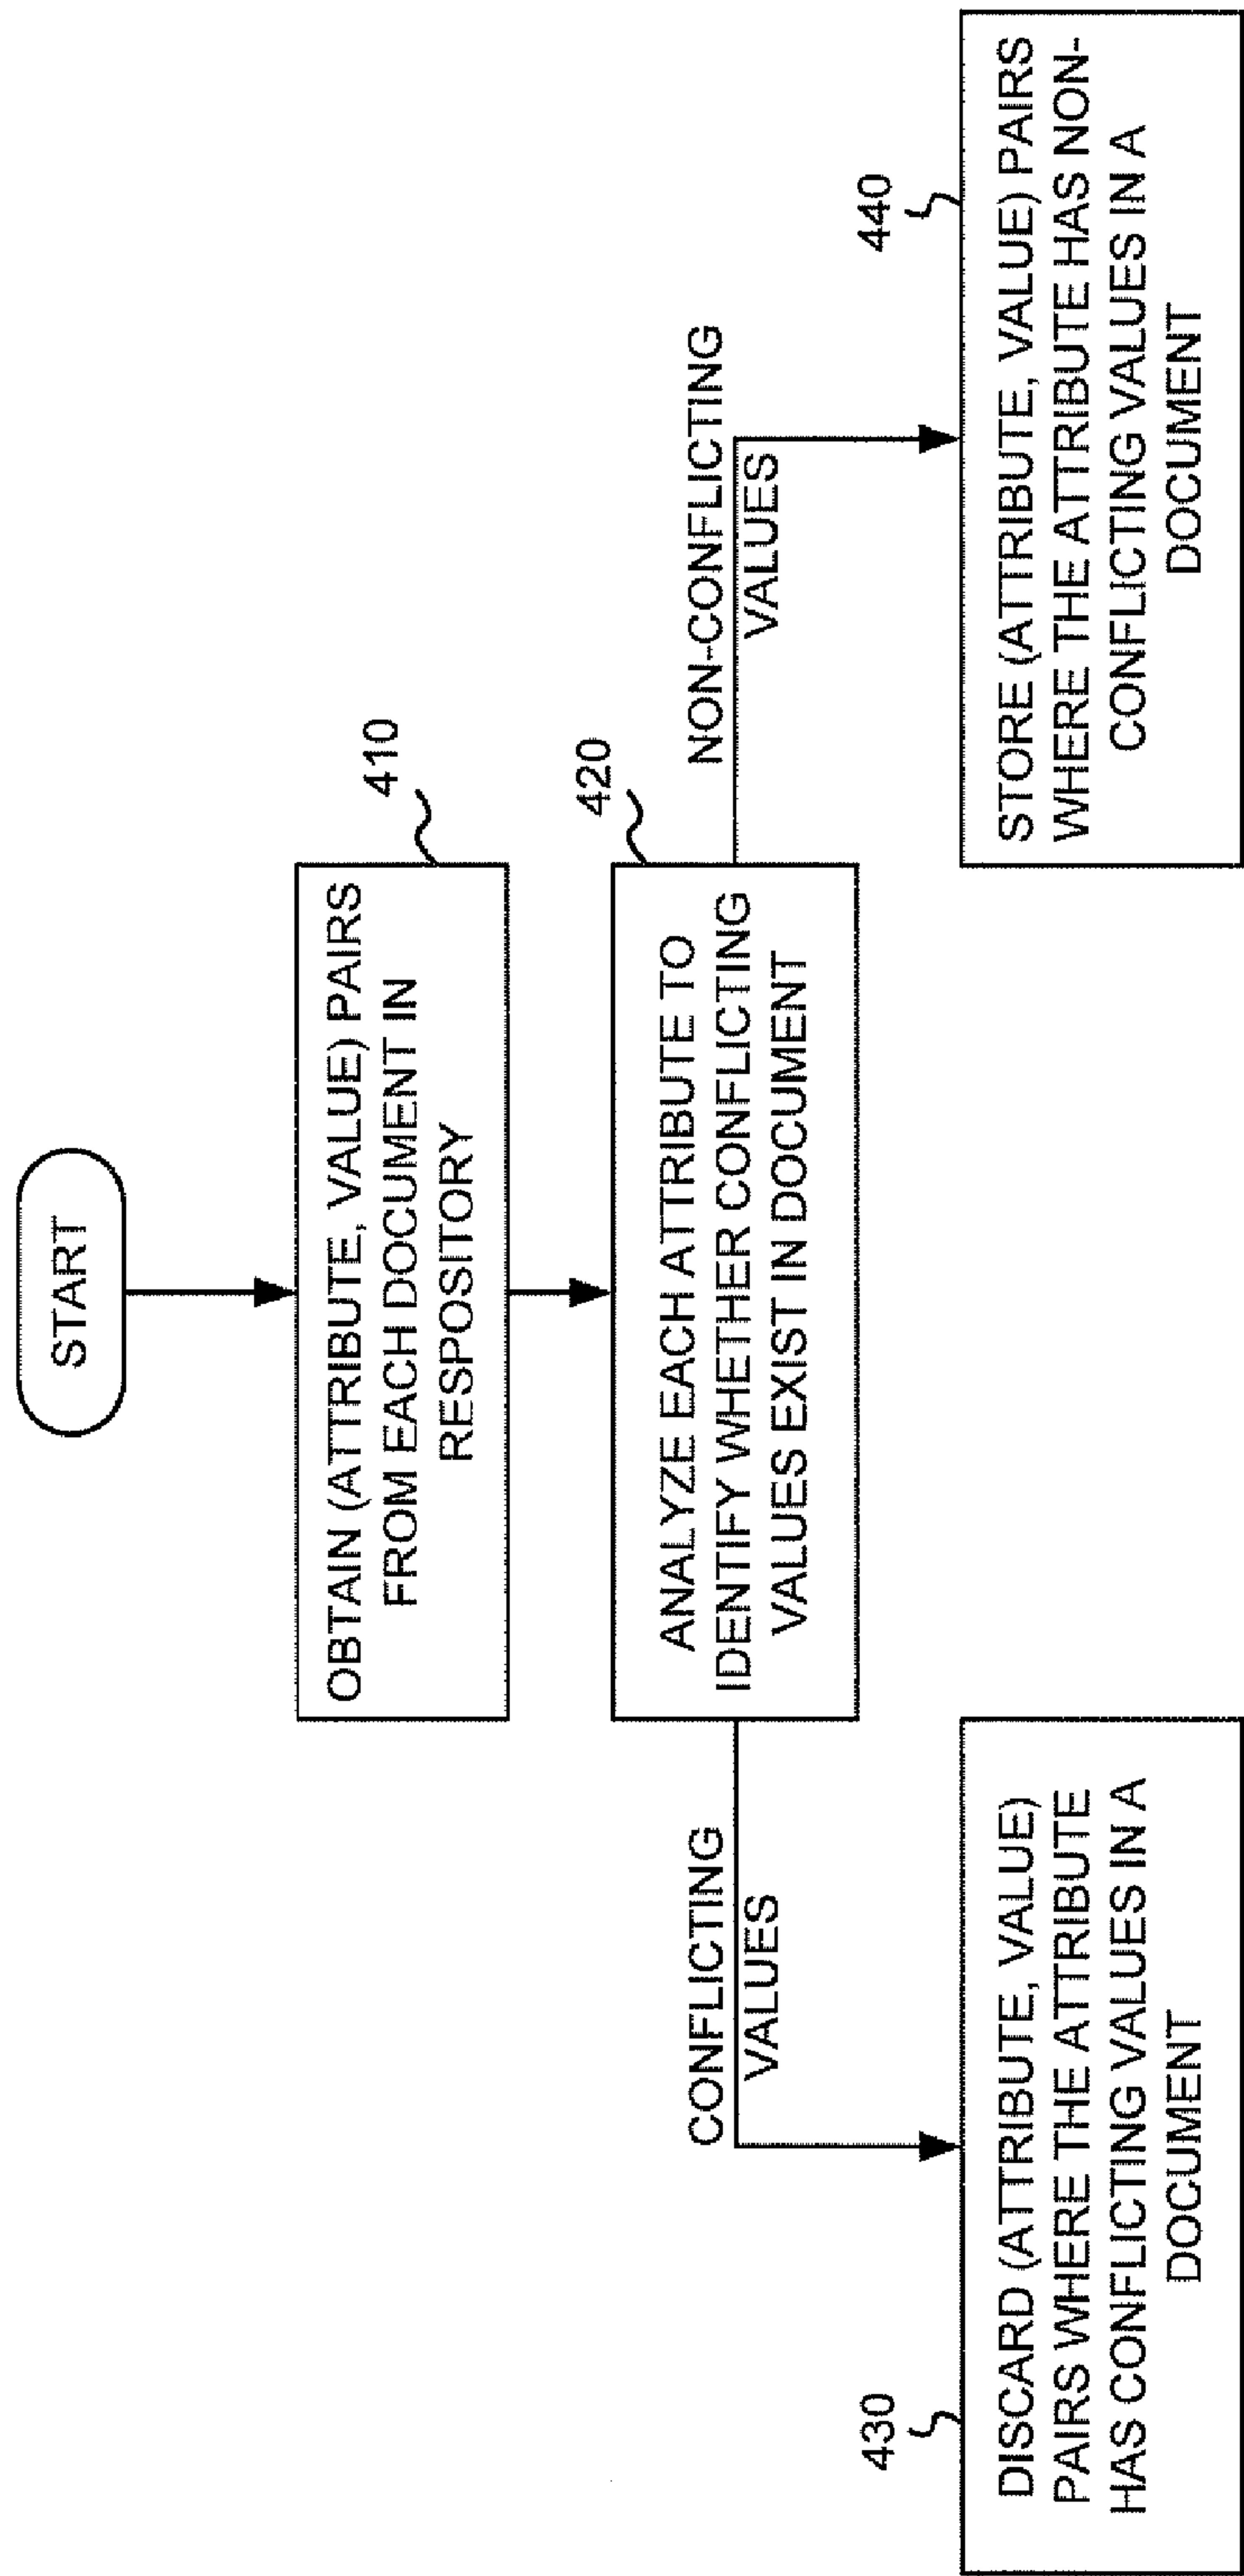 START
410
OBTAIN (ATTRIBUTE, VALUE) PAIRS
FROM EACH DOCUMENT IN
RESPOSITORY
420
ANALYZE EACH ATTRIBUTE TO
IDENTIFY WHETHER CONFLICTING
VALUES EXIST IN DOCUMENT
CONFLICTING
VALUES
NON-CONFLICTING
VALUES
430
DISCARD (ATTRIBUTE, VALUE)
PAIRS WHERE THE ATTRIBUTE
HAS CONFLICTING VALUES IN A
DOCUMENT
440
STORE (ATTRIBUTE, VALUE) PAIRS
WHERE THE ATTRIBUTE HAS NON-
CONFLICTING VALUES IN A
DOCUMENT